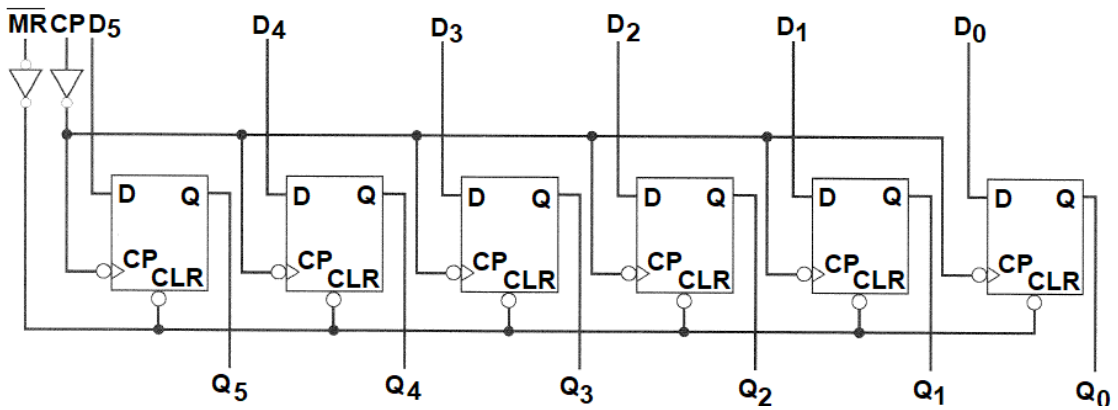 M̅R̅ CP D₅ D₄ D₃ D₂ D₁ D₀
D Q D Q D Q D Q D Q D Q
CP CP CP CP CP CP
CLR CLR CLR CLR CLR CLR
Q₅ Q₄ Q₃ Q₂ Q₁ Q₀